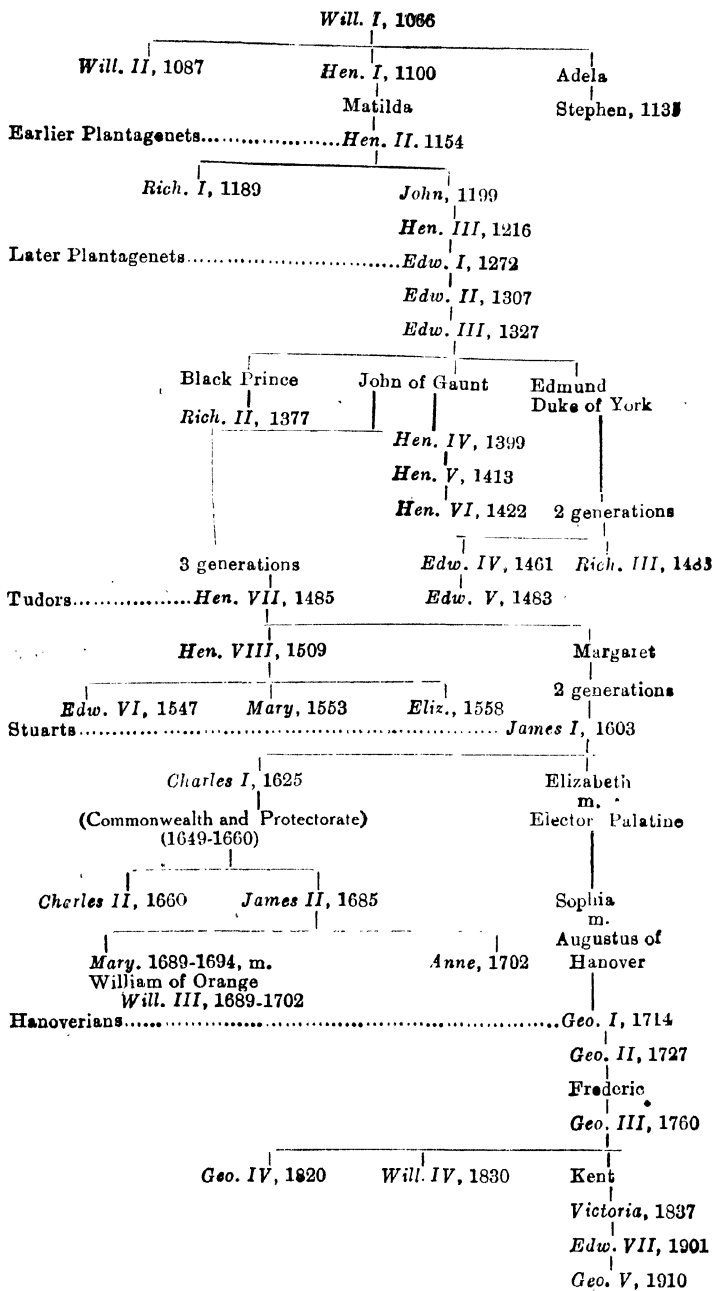 Will. I, 1066
Will. II, 1087 Hen. I, 1100 Adela
Matilda Stephen, 1135
Earlier Plantagenets.....................Hen. II. 1154
Rich. I, 1189 John, 1199
Hen. III, 1216
Later Plantagenets................................Edw. I, 1272
Edw. II, 1307
Edw. III, 1327
Black Prince John of Gaunt Edmund
Duke of York
Rich. II, 1377
Hen. IV, 1399
Hen. V, 1413
Hen. VI, 1422 2 generations
3 generations Edw. IV, 1461 Rich. III, 1483
Tudors.................Hen. VII, 1485 Edw. V, 1483
Hen. VIII, 1509 Margaret
2 generations
Edw. VI, 1547 Mary, 1553 Eliz., 1558
Stuarts............................................................James I, 1603
Charles I, 1625 Elizabeth
m.
(Commonwealth and Protectorate) Elector Palatine
(1649-1660)
Charles II, 1660 James II, 1685 Sophia
m.
Augustus of
Mary. 1689-1694, m. Anne, 1702 Hanover
William of Orange
Will. III, 1689-1702
Hanoverians................................................................Geo. I, 1714
Geo. II, 1727
Frederic
Geo. III, 1760
Geo. IV, 1820 Will. IV, 1830 Kent
Victoria, 1837
Edw. VII, 1901
Geo. V, 1910